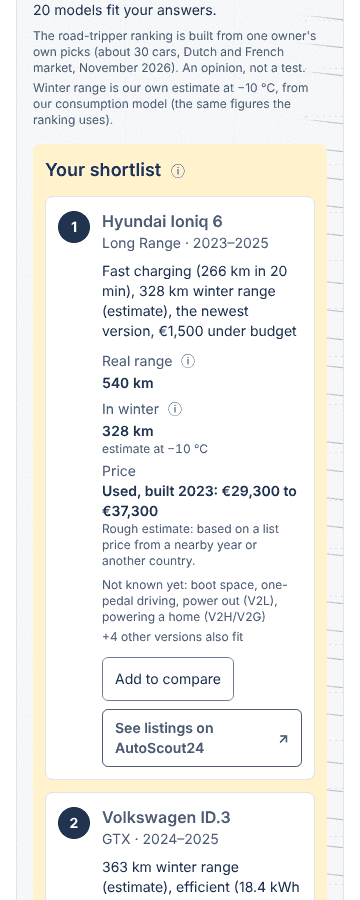 20 models fit your answers.
The road-tripper ranking is built from one owner's
own picks (about 30 cars, Dutch and French
market, November 2026). An opinion, not a test.
Winter range is our own estimate at −10 °C, from
our consumption model (the same figures the
ranking uses).
Your shortlist ⓘ
1
Hyundai Ioniq 6
Long Range · 2023–2025
Fast charging (266 km in 20
min), 328 km winter range
(estimate), the newest
version, €1,500 under budget
Real range ⓘ
540 km
In winter ⓘ
328 km
estimate at −10 °C
Price
Used, built 2023: €29,300 to
€37,300
Rough estimate: based on a list
price from a nearby year or
another country.
Not known yet: boot space, one-
pedal driving, power out (V2L),
powering a home (V2H/V2G)
+4 other versions also fit
Add to compare
See listings on
AutoScout24
2
Volkswagen ID.3
GTX · 2024–2025
363 km winter range
(estimate), efficient (18.4 kWh